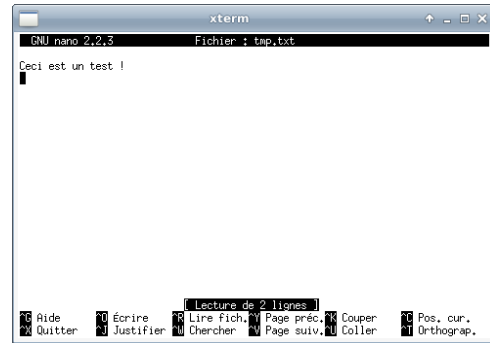 xterm
GNU nano 2.2.3 Fichier : tmp.txt
Ceci est un test !
[ Lecture de 2 lignes ]
^G Aide ^O Écrire ^R Lire fich. ^Y Page préc. ^K Couper ^C Pos. cur.
^X Quitter ^J Justifier ^W Chercher ^V Page suiv. ^U Coller ^T Orthograp.